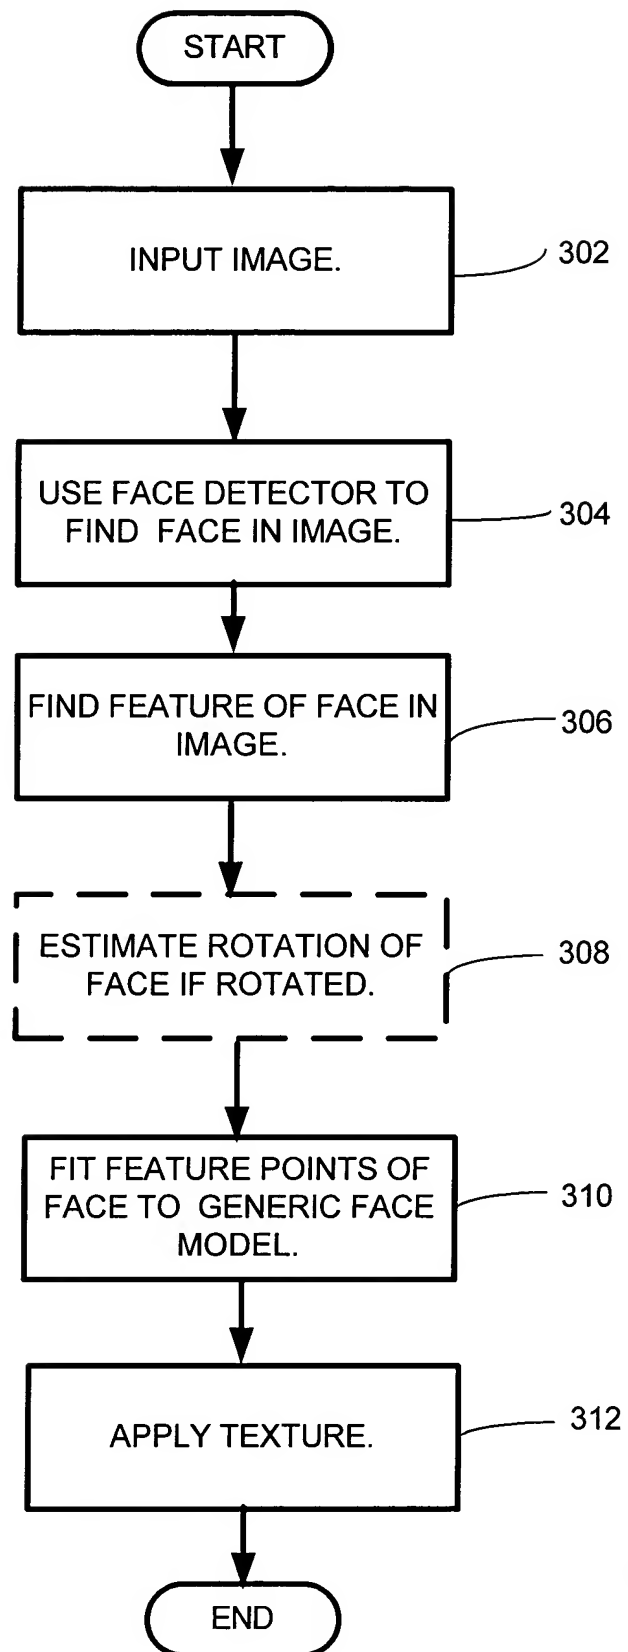 START
INPUT IMAGE.
302
USE FACE DETECTOR TO
FIND FACE IN IMAGE.
304
FIND FEATURE OF FACE IN
IMAGE.
306
ESTIMATE ROTATION OF
FACE IF ROTATED.
308
FIT FEATURE POINTS OF
FACE TO GENERIC FACE
MODEL.
310
APPLY TEXTURE.
312
END